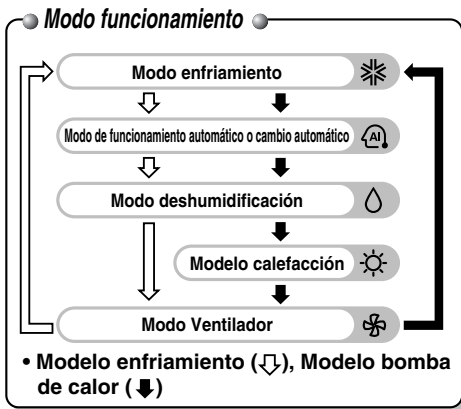 Modo funcionamiento
Modo enfriamiento
Modo de funcionamiento automático o cambio automático
AI
Modo deshumidificación
Modelo calefacción
Modo Ventilador
• Modelo enfriamiento (⇩), Modelo bomba
de calor (⬇)